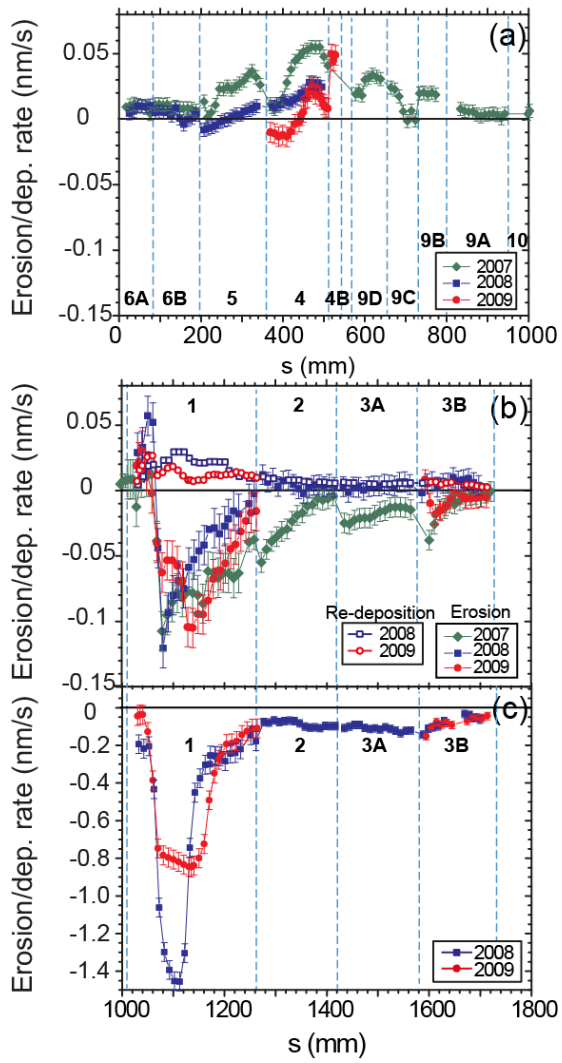 (a)
Erosion/dep. rate (nm/s)
0.05
0
-0.05
-0.1
-0.15
6A 6B 5 4 4B 9D 9C 9B 9A 10
2007
2008
2009
0 200 400 600 800 1000
s (mm)
(b)
Erosion/dep. rate (nm/s)
1 2 3A 3B
0.05
0
-0.05
-0.1
-0.15
Re-deposition
2008
2009
Erosion
2007
2008
2009
(c)
Erosion/dep. rate (nm/s)
0
-0.2
-0.4
-0.6
-0.8
-1.0
-1.2
-1.4
1 2 3A 3B
2008
2009
1000 1200 1400 1600 1800
s (mm)